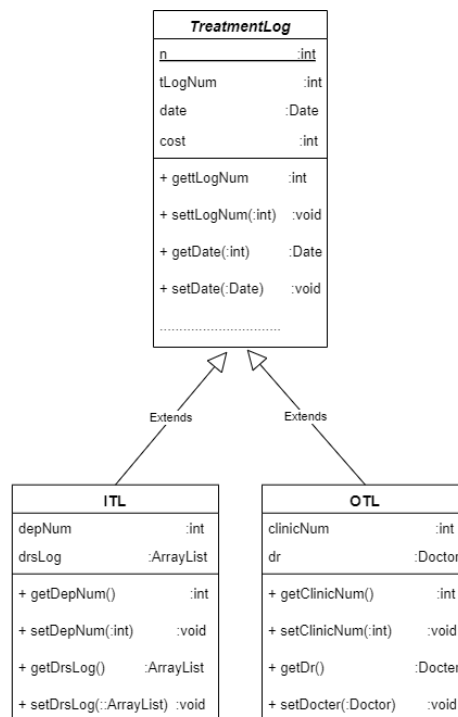 TreatmentLog
n :int
tLogNum :int
date :Date
cost :int
+ gettLogNum :int
+ settLogNum(:int) :void
+ getDate(:int) :Date
+ setDate(:Date) :void
..............................
Extends Extends
ITL
depNum :int
drsLog :ArrayList
+ getDepNum() :int
+ setDepNum(:int) :void
+ getDrsLog() :ArrayList
+ setDrsLog(::ArrayList) :void
OTL
clinicNum :int
dr :Doctor
+ getClinicNum() :int
+ setClinicNum(:int) :void
+ getDr() :Docter
+ setDocter(:Doctor) :void